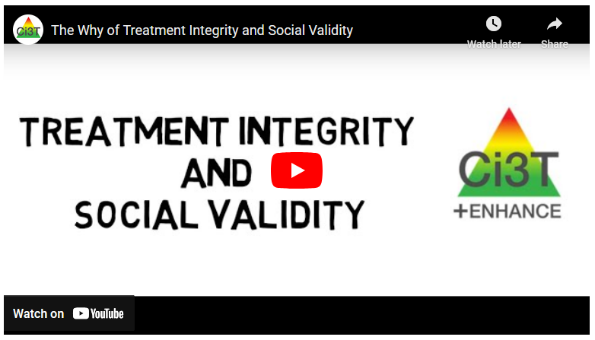 Ci3T
The Why of Treatment Integrity and Social Validity
Watch later
Share
TREATMENT INTEGRITY
AND
SOCIAL VALIDITY
Ci3T
+ENHANCE
Watch on YouTube